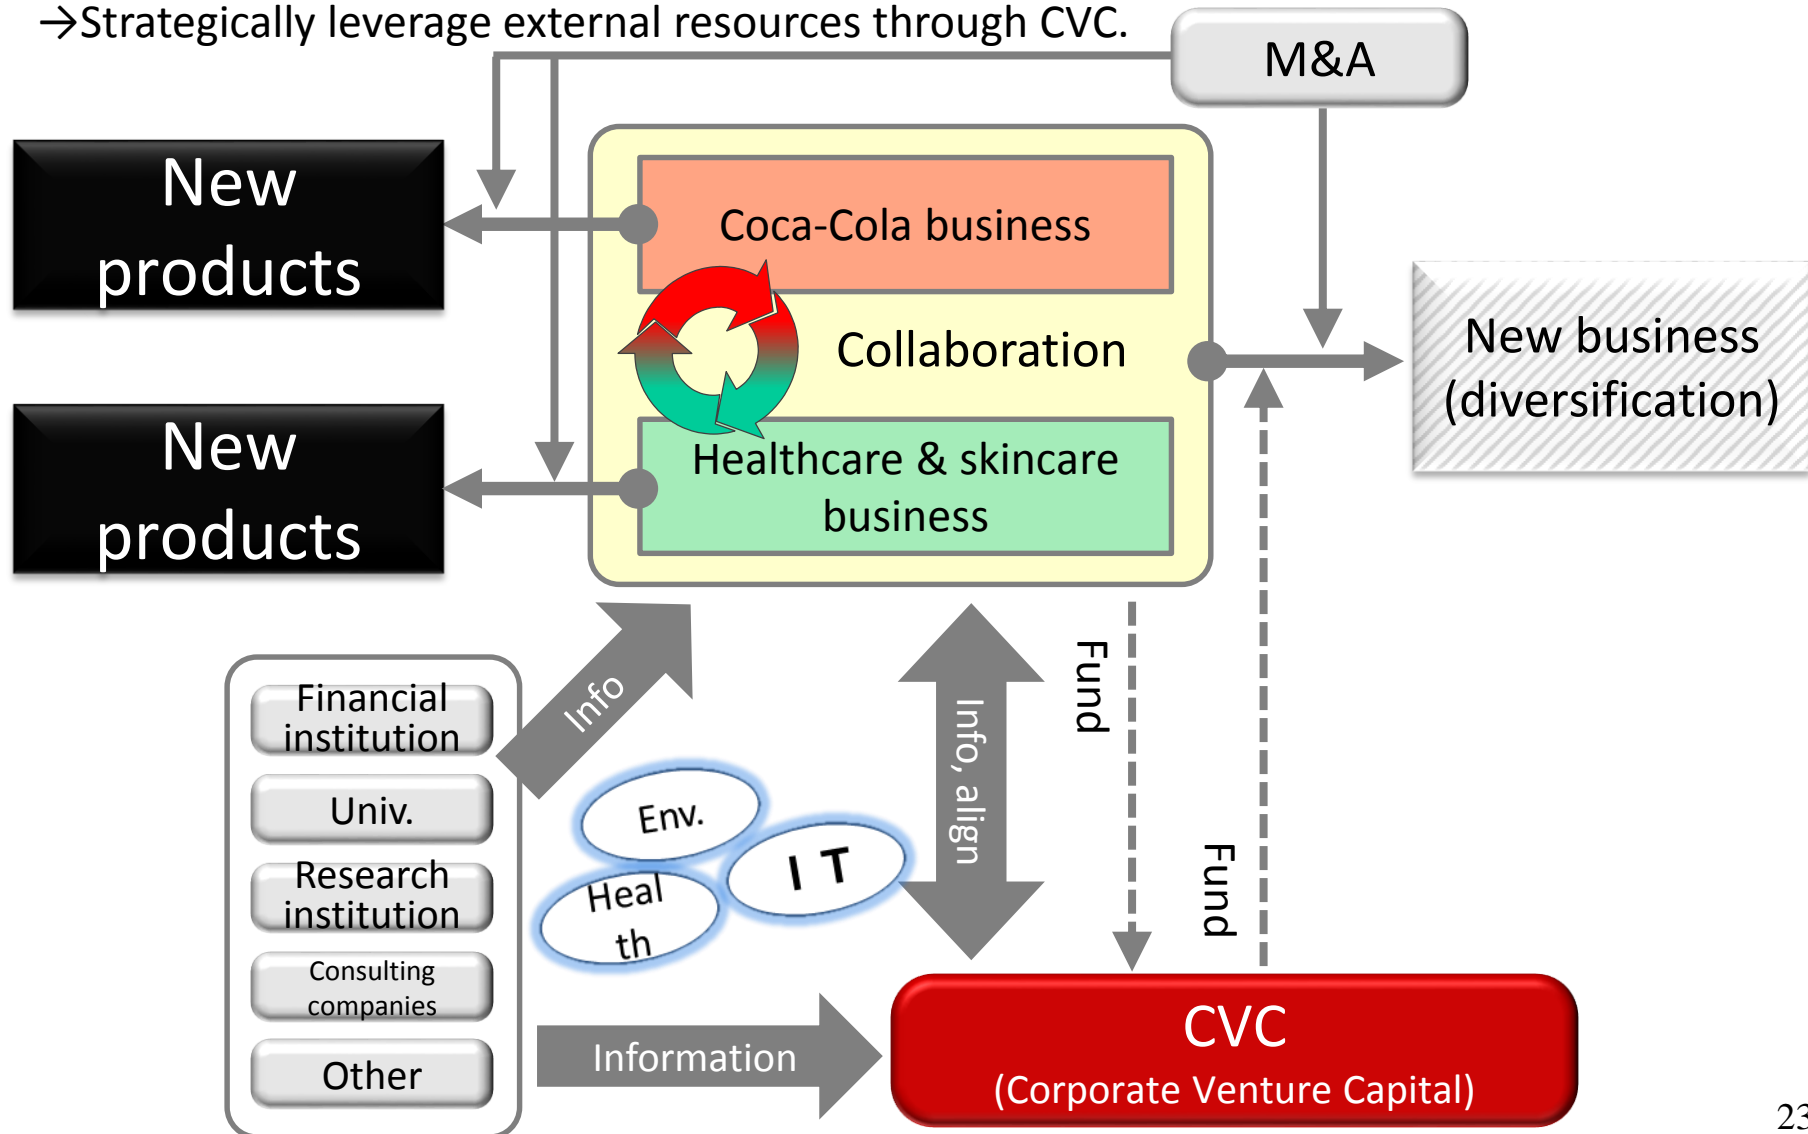 →Strategically leverage external resources through CVC.
M&A
New
products
Coca-Cola business
Collaboration
New business
(diversification)
New
products
Healthcare & skincare
business
Info
Info, align
Fund
Fund
Financial
institution
Univ.
Research
institution
Consulting
companies
Other
Env.
I T
Heal
th
Information
CVC
(Corporate Venture Capital)
23